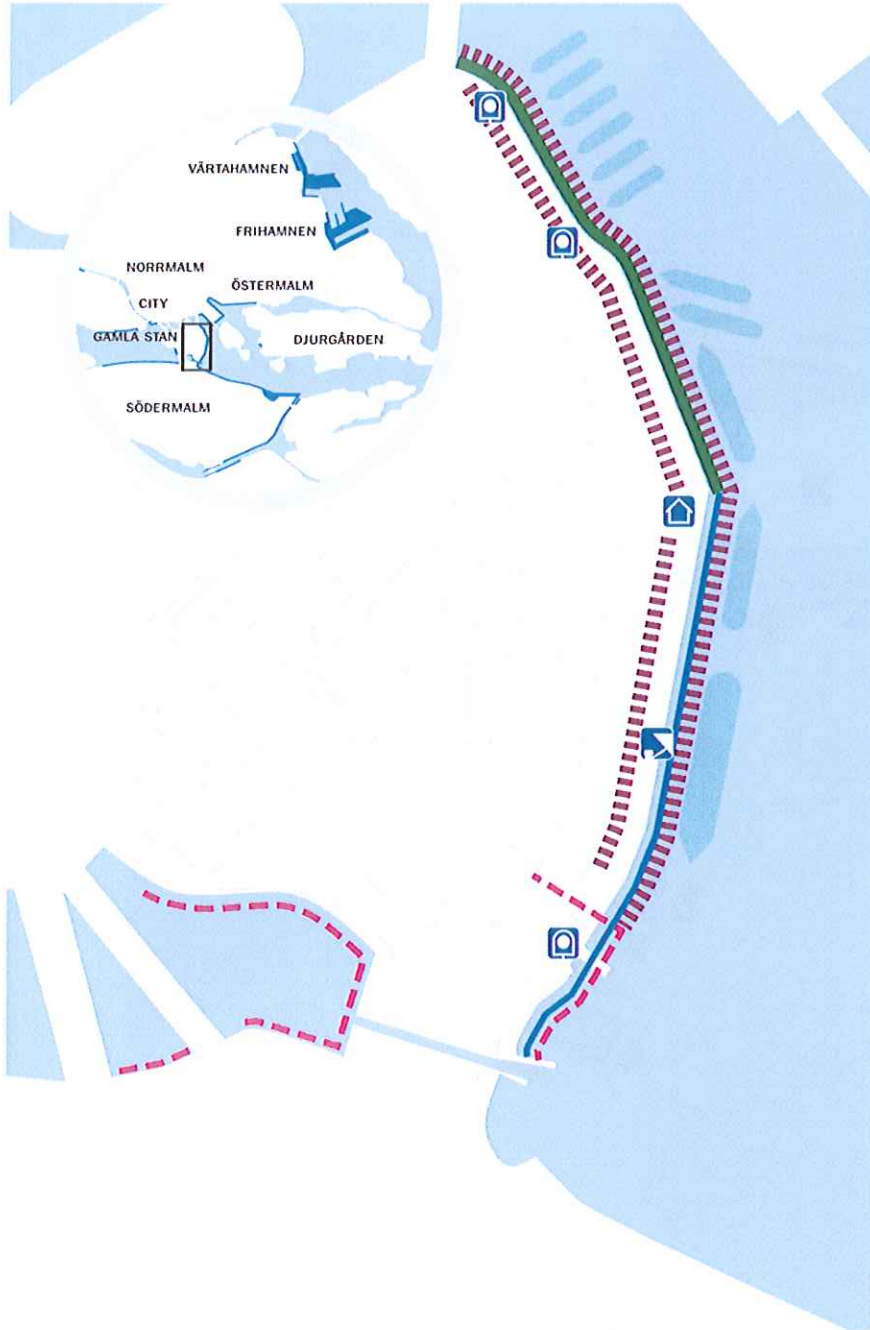 VÄRTAHAMNEN
FRIHAMNEN
NORRMALM
ÖSTERMALM
CITY
GAMLA STAN
DJURGÅRDEN
SÖDERMALM